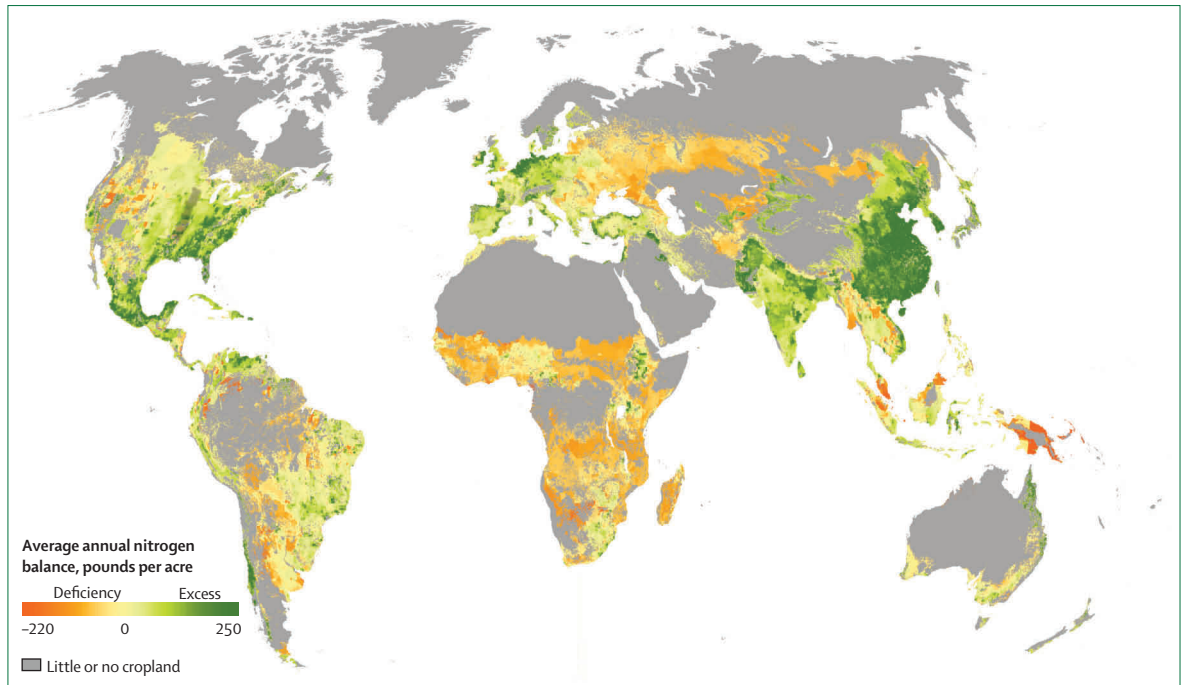 Average annual nitrogen
balance, pounds per acre
Deficiency Excess
–220 0 250
Little or no cropland